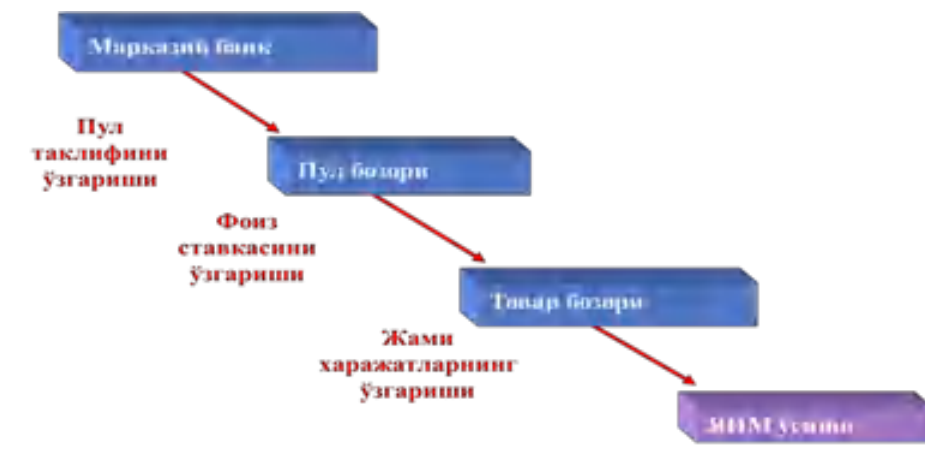 Марказий банк
Пул
таклифини
ўзгариши
Пул бозори
Фоиз
ставкасини
ўзгариши
Товар бозори
Жами
харажатларнинг
ўзгариши
ЯИМ ўсиши